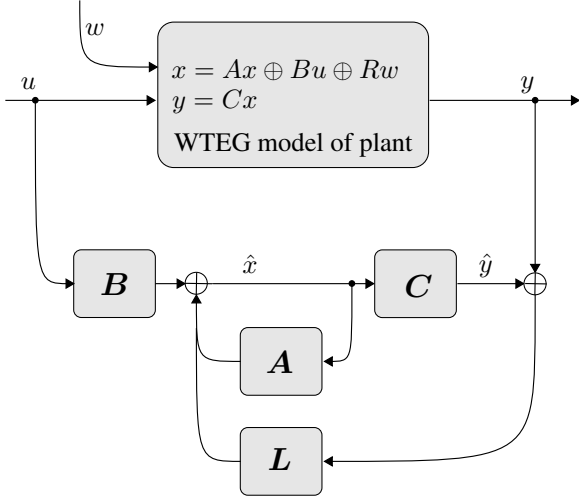 w
x = Ax ⊕ Bu ⊕ Rw
u
y = Cx
y
WTEG model of plant
B
x̂
C
ŷ
A
L